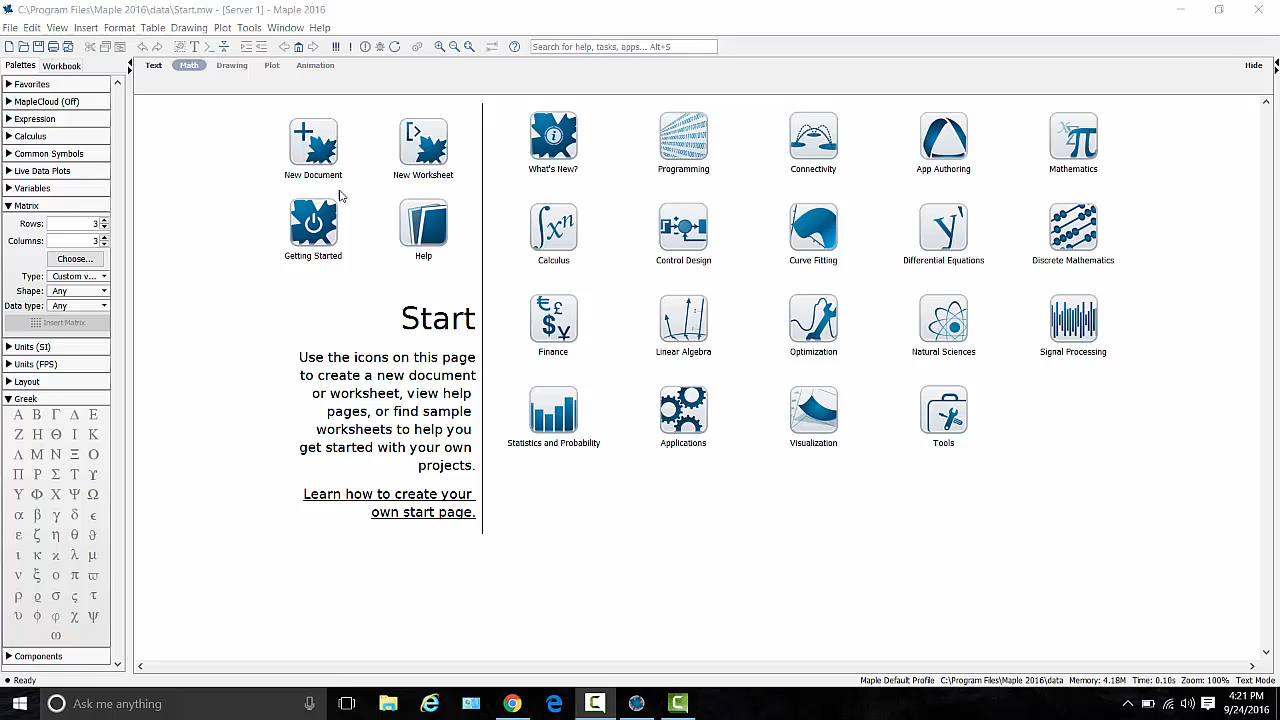 C:\Program Files\Maple 2016\data\Start.mw - [Server 1] - Maple 2016
File Edit View Insert Format Table Drawing Plot Tools Window Help
Search for help, tasks, apps... Alt+S
Palettes Workbook
Text Math Drawing Plot Animation Hide
Favorites
MapleCloud (Off)
Expression
Calculus
Common Symbols
Live Data Plots
Variables
Matrix
Rows: 3
Columns: 3
Choose...
Type: Custom v...
Shape: Any
Data type: Any
Insert Matrix
Units (SI)
Units (FPS)
Layout
Greek
Α Β Γ Δ Ε
Ζ Η Θ Ι Κ
Λ Μ Ν Ξ Ο
Π Ρ Σ Τ ϒ
Υ Φ Χ Ψ Ω
α β γ δ ϵ
ε ζ η θ ϑ
ι κ ϰ λ μ
ν ξ ο π ϖ
ρ ϱ σ ς τ
υ ϕ φ χ ψ
ω
Components
New Document New Worksheet
Getting Started Help
Start
Use the icons on this page
to create a new document
or worksheet, view help
pages, or find sample
worksheets to help you
get started with your own
projects.
Learn how to create your
own start page.
What's New? Programming Connectivity App Authoring Mathematics
Calculus Control Design Curve Fitting Differential Equations Discrete Mathematics
Finance Linear Algebra Optimization Natural Sciences Signal Processing
Statistics and Probability Applications Visualization Tools
Ready
Maple Default Profile C:\Program Files\Maple 2016\data Memory: 4.18M Time: 0.10s Zoom: 100% Text Mode
Ask me anything
4:21 PM
9/24/2016